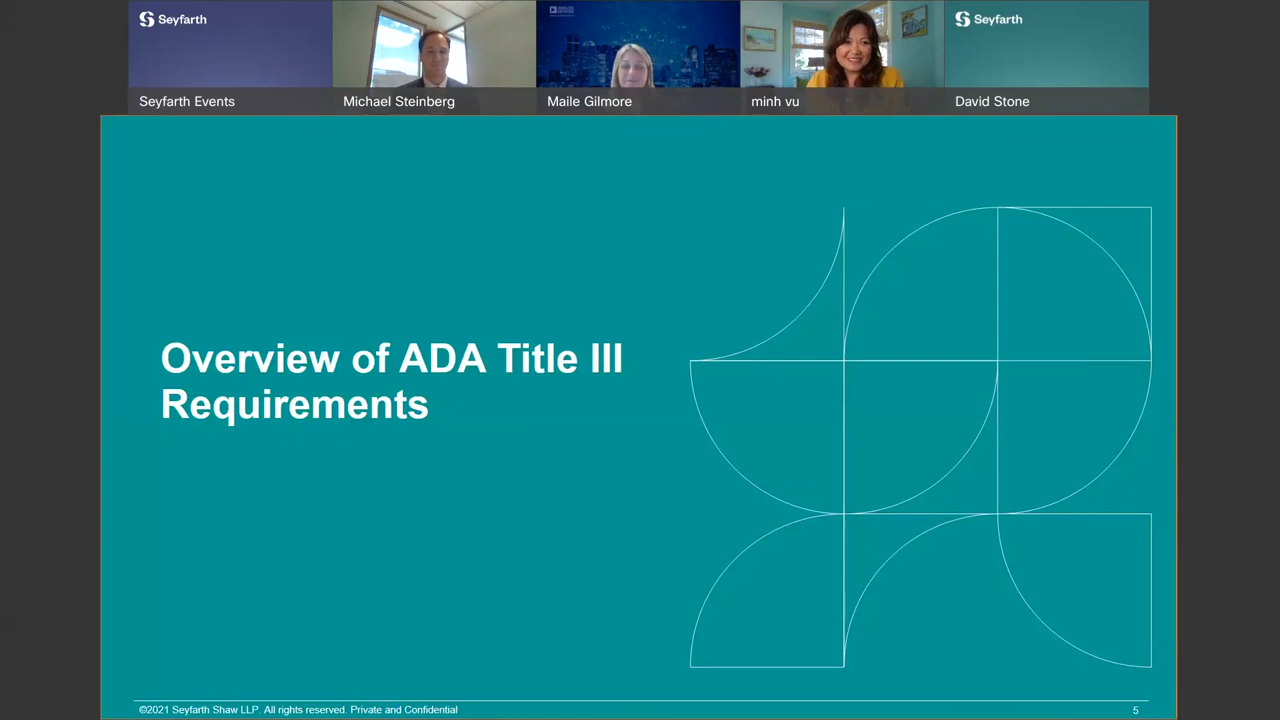 Seyfarth
Seyfarth
Seyfarth Events
Michael Steinberg
Maile Gilmore
minh vu
David Stone
Overview of ADA Title III
Requirements
©2021 Seyfarth Shaw LLP. All rights reserved. Private and Confidential
5